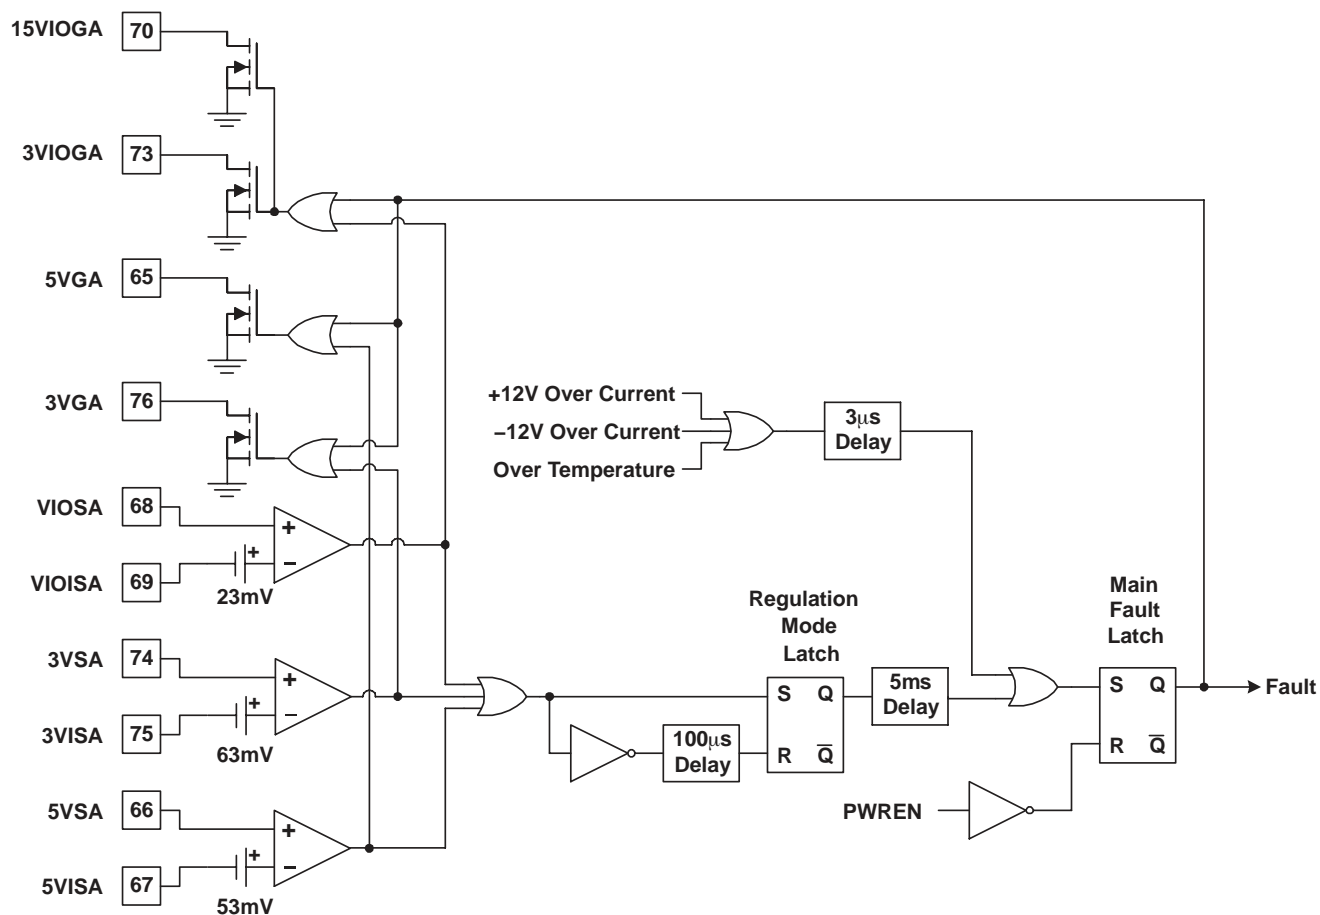 15VIOGA 70
3VIOGA 73
5VGA 65
3VGA 76
VIOSA 68
VIOISA 69
+
−
+
23mV
3VSA 74
3VISA 75
+
−
+
63mV
5VSA 66
5VISA 67
+
−
+
53mV
+12V Over Current
−12V Over Current
Over Temperature
3μs
Delay
Regulation
Mode
Latch
S Q
R Q̅
100μs
Delay
5ms
Delay
Main
Fault
Latch
S Q
R Q̅
Fault
PWREN